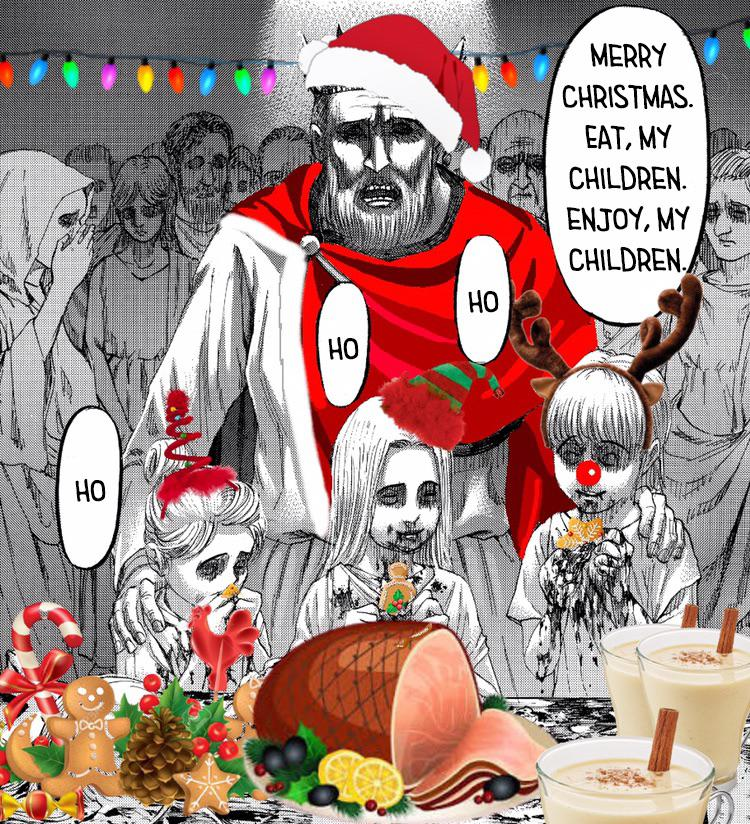 MERRY
CHRISTMAS.
EAT, MY
CHILDREN.
ENJOY, MY
CHILDREN.
HO
HO
HO